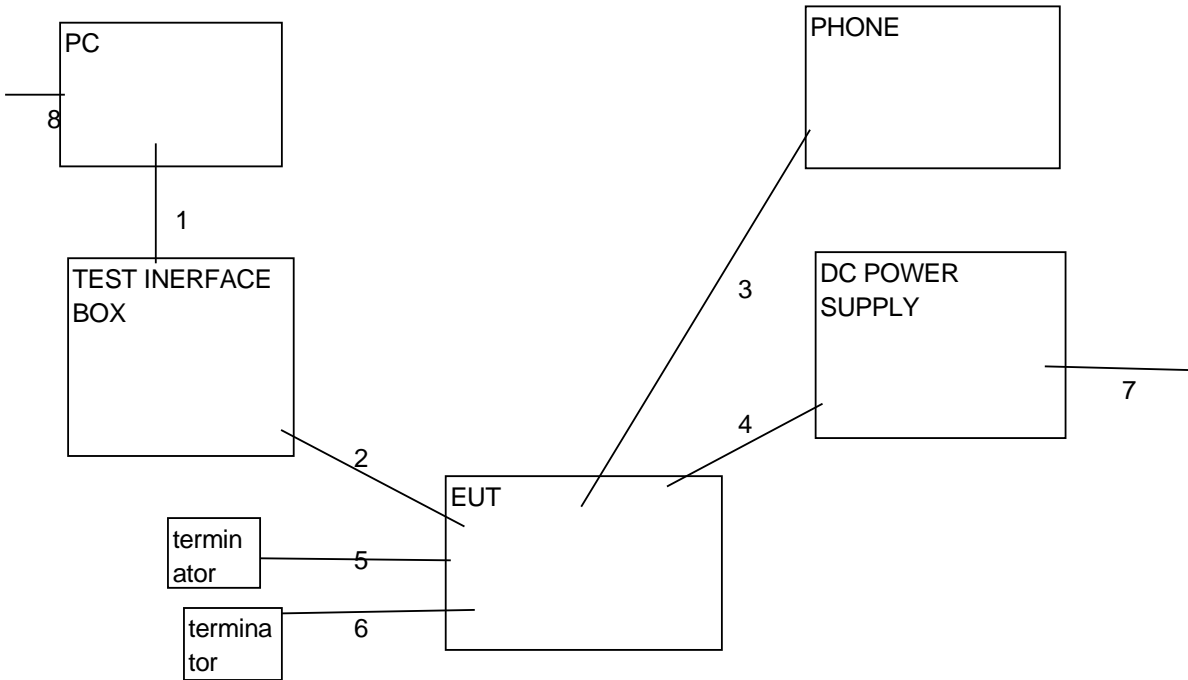 PC
PHONE
8
1
TEST INERFACE
BOX
DC POWER
SUPPLY
3
7
4
2
EUT
termin
ator
5
termina
tor
6